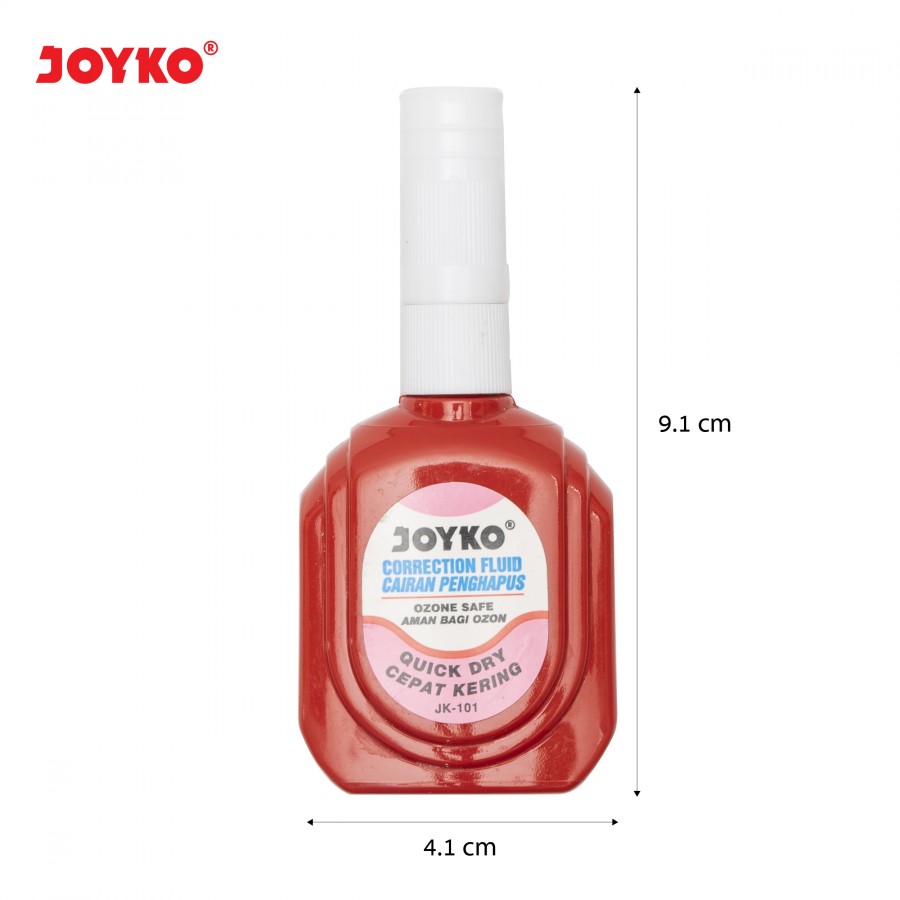 JOYKO®
9.1 cm
JOYKO®
CORRECTION FLUID
CAIRAN PENGHAPUS
OZONE SAFE
AMAN BAGI OZON
QUICK DRY
CEPAT KERING
JK-101
4.1 cm